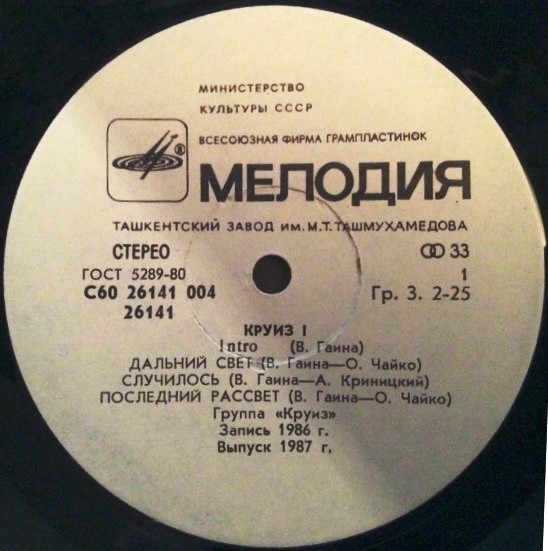 МИНИСТЕРСТВО
КУЛЬТУРЫ СССР
ВСЕСОЮЗНАЯ ФИРМА ГРАМПЛАСТИНОК
® МЕЛОДИЯ
ТАШКЕНТСКИЙ ЗАВОД ИМ. М.Т. ТАШМУХАМЕДОВА
СТЕРЕО 33
ГОСТ 5289-80 1
С60 26141 004 Гр. 3. 2-25
26141
КРУИЗ I
Intro (В. Гаина)
ДАЛЬНИЙ СВЕТ (В. Гаина—О. Чайко)
СЛУЧИЛОСЬ (В. Гаина—А. Криницкий)
ПОСЛЕДНИЙ РАССВЕТ (В. Гаина—О. Чайко)
Группа «Круиз»
Запись 1986 г.
Выпуск 1987 г.